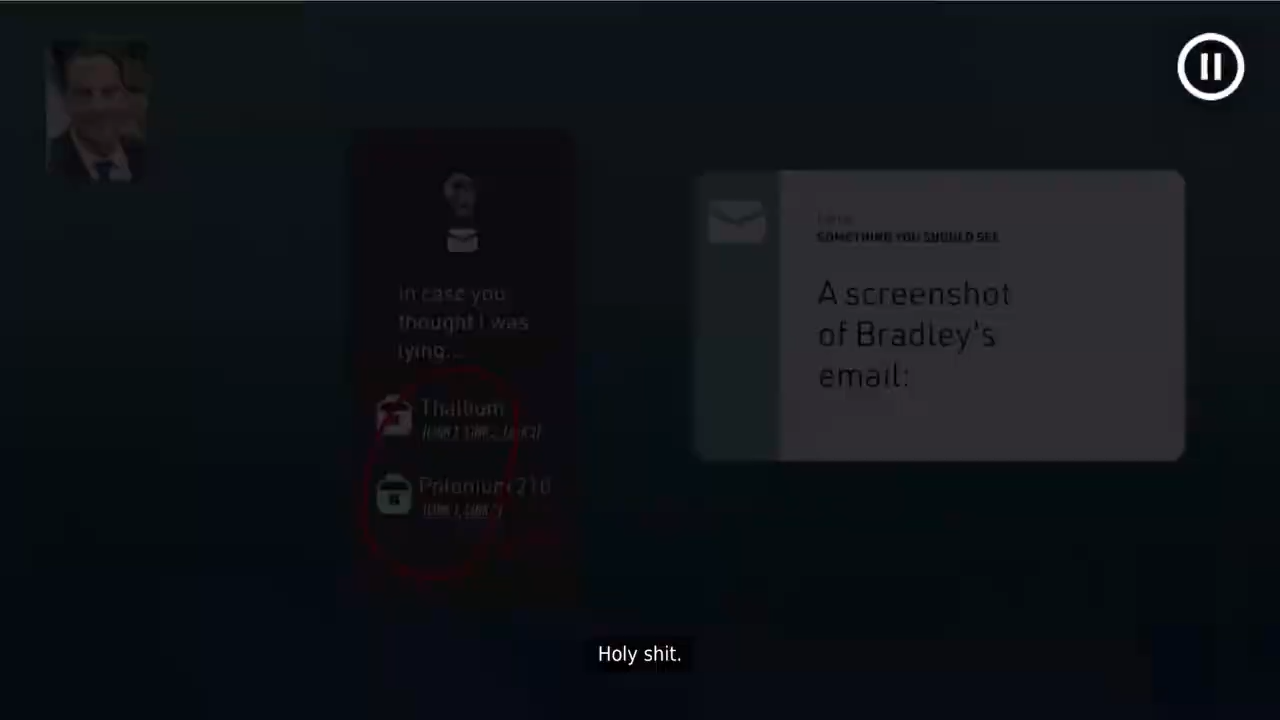 in case you
thought I was
lying...
Thallium
Polonium 210
SOMETHING YOU SHOULD SEE
A screenshot
of Bradley's
email:
Holy shit.